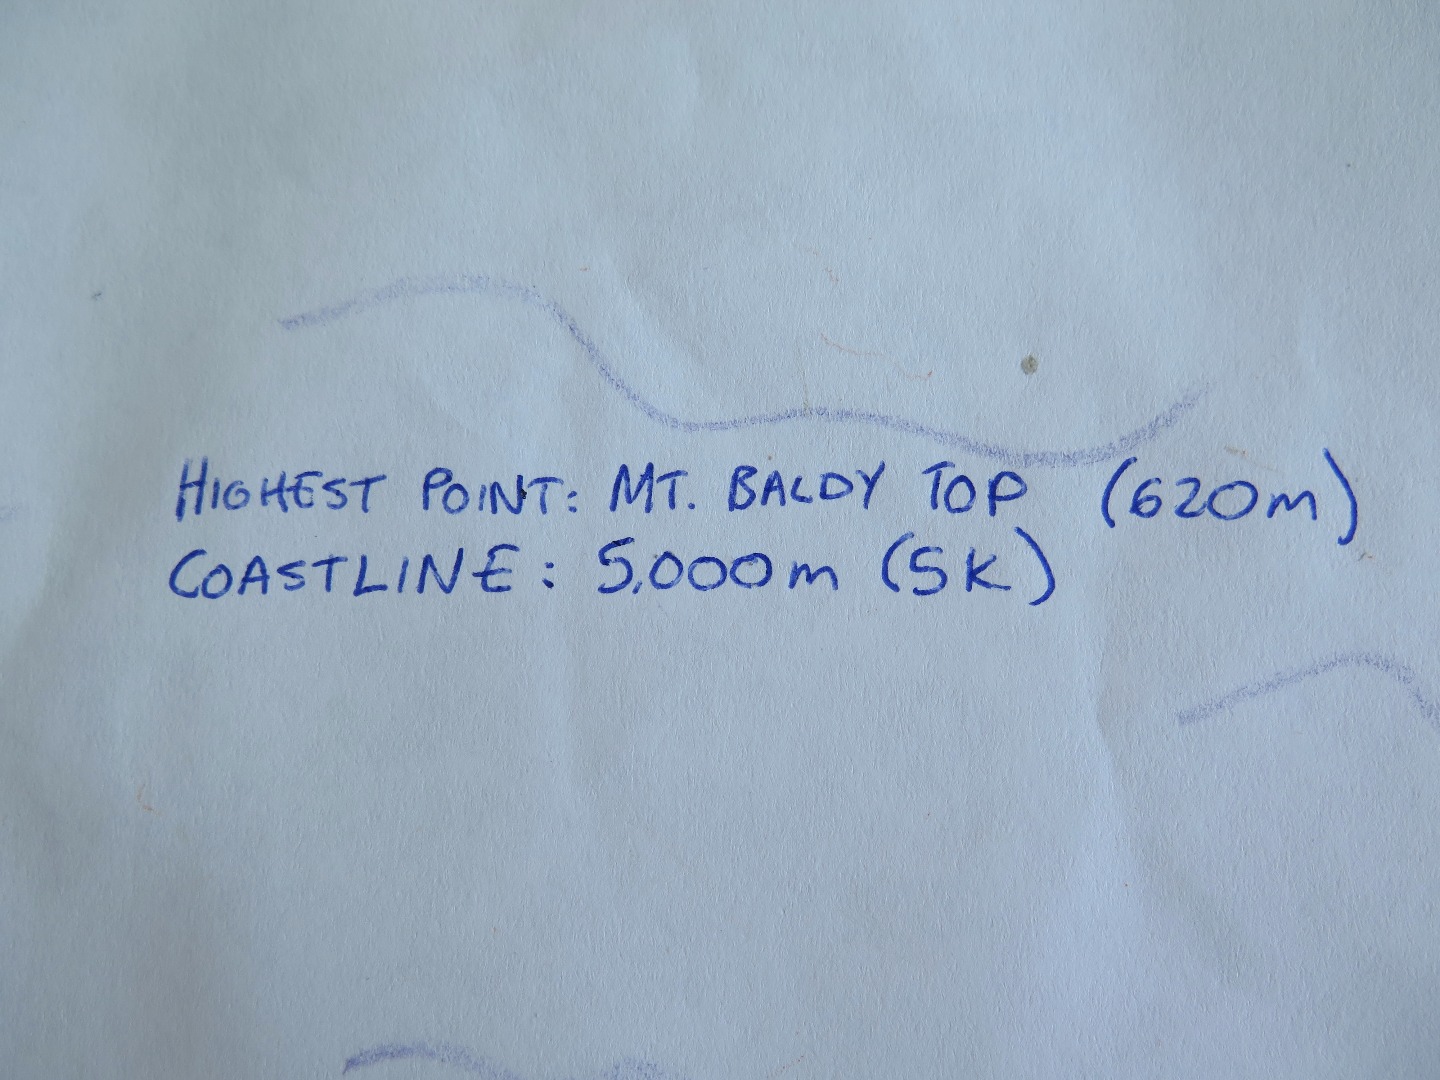 HIGHEST POINT: MT. BALDY TOP (620m)
COASTLINE: 5,000m (5K)